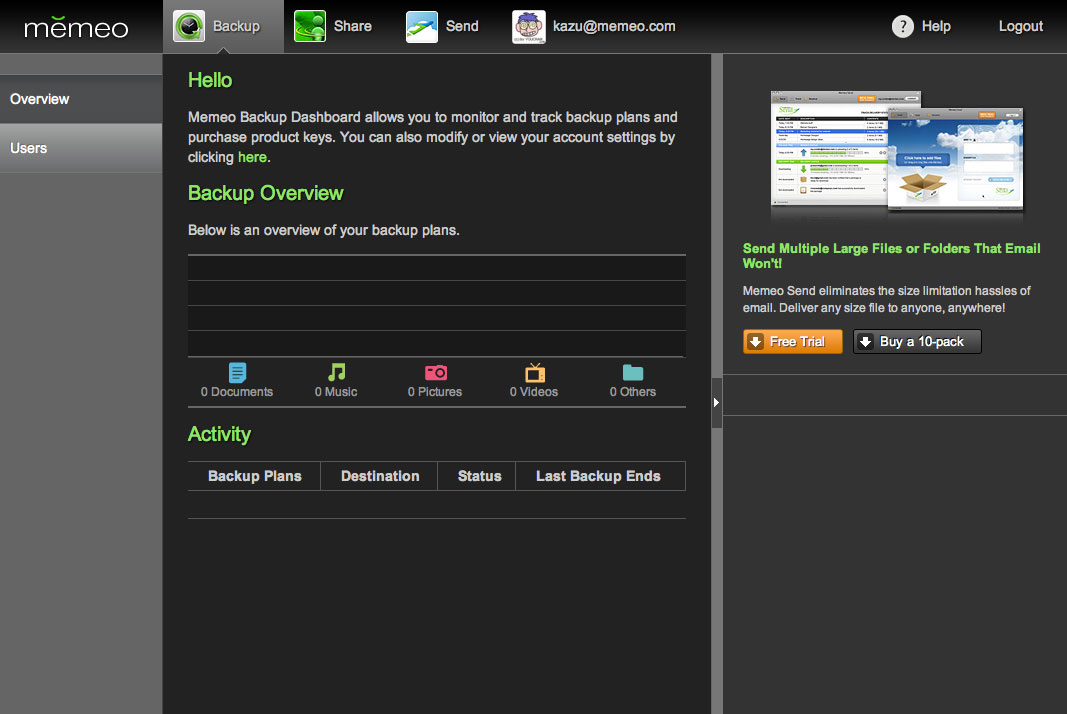 memeo
Backup
Share
Send
kazu@memeo.com
? Help
Logout
Overview
Users
Hello
Memeo Backup Dashboard allows you to monitor and track backup plans and
purchase product keys. You can also modify or view your account settings by
clicking here.
Backup Overview
Below is an overview of your backup plans.
0 Documents
0 Music
0 Pictures
0 Videos
0 Others
Activity
Backup Plans
Destination
Status
Last Backup Ends
Click here to add files
Send Multiple Large Files or Folders That Email
Won't!
Memeo Send eliminates the size limitation hassles of
email. Deliver any size file to anyone, anywhere!
Free Trial
Buy a 10-pack